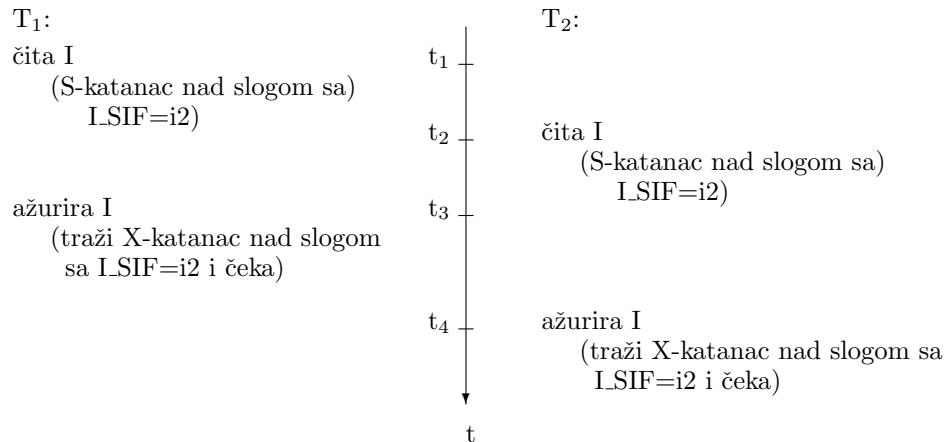 T₁:
čita I
(S-katanac nad slogom sa)
I_SIF=i2)
ažurira I
(traži X-katanac nad slogom
sa I_SIF=i2 i čeka)
t₁
t₂
t₃
t₄
t
T₂:
čita I
(S-katanac nad slogom sa)
I_SIF=i2)
ažurira I
(traži X-katanac nad slogom sa
I_SIF=i2 i čeka)